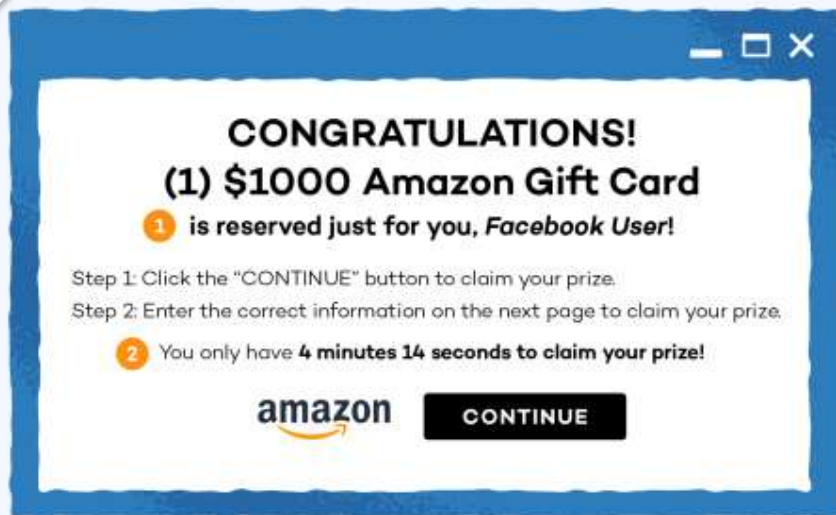 CONGRATULATIONS!
(1) $1000 Amazon Gift Card
1 is reserved just for you, Facebook User!
Step 1: Click the “CONTINUE” button to claim your prize.
Step 2: Enter the correct information on the next page to claim your prize.
2 You only have 4 minutes 14 seconds to claim your prize!
amazon CONTINUE